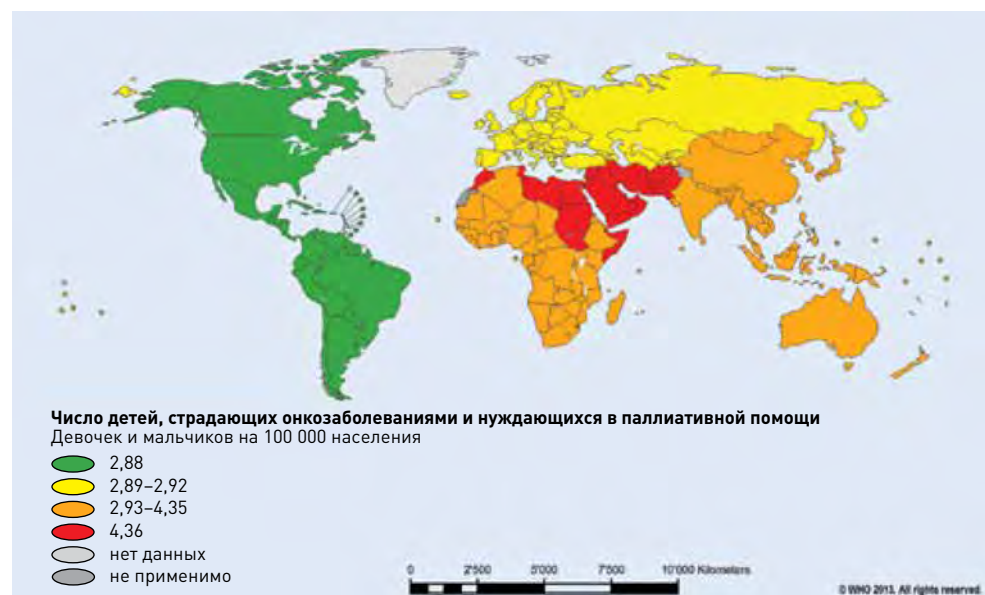 Число детей, страдающих онкозаболеваниями и нуждающихся в паллиативной помощи
Девочек и мальчиков на 100 000 населения
2,88
2,89–2,92
2,93–4,35
4,36
нет данных
не применимо
0 2'500 5'000 7'500 10'000 Kilometers
© WHO 2013. All rights reserved.